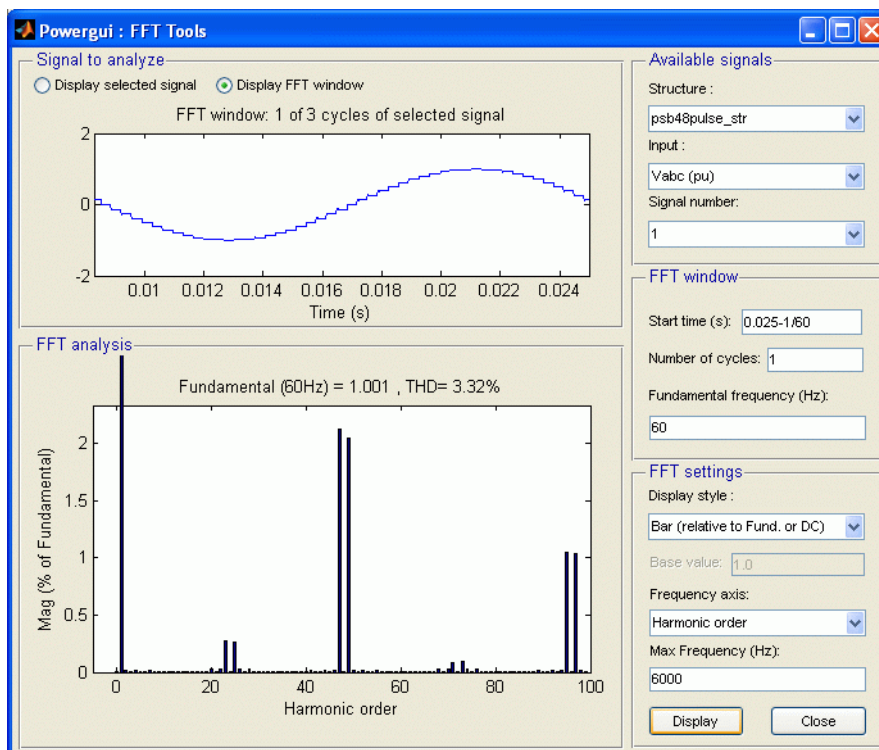 Powergui : FFT Tools
Signal to analyze
Display selected signal
Display FFT window
FFT window: 1 of 3 cycles of selected signal
2
0
-2
0.01 0.012 0.014 0.016 0.018 0.02 0.022 0.024
Time (s)
FFT analysis
Fundamental (60Hz) = 1.001 , THD= 3.32%
Mag (% of Fundamental)
2
1.5
1
0.5
0
0 20 40 60 80 100
Harmonic order
Available signals
Structure :
psb48pulse_str
Input :
Vabc (pu)
Signal number:
1
FFT window
Start time (s): 0.025-1/60
Number of cycles: 1
Fundamental frequency (Hz):
60
FFT settings
Display style :
Bar (relative to Fund. or DC)
Base value: 1.0
Frequency axis:
Harmonic order
Max Frequency (Hz):
6000
Display
Close